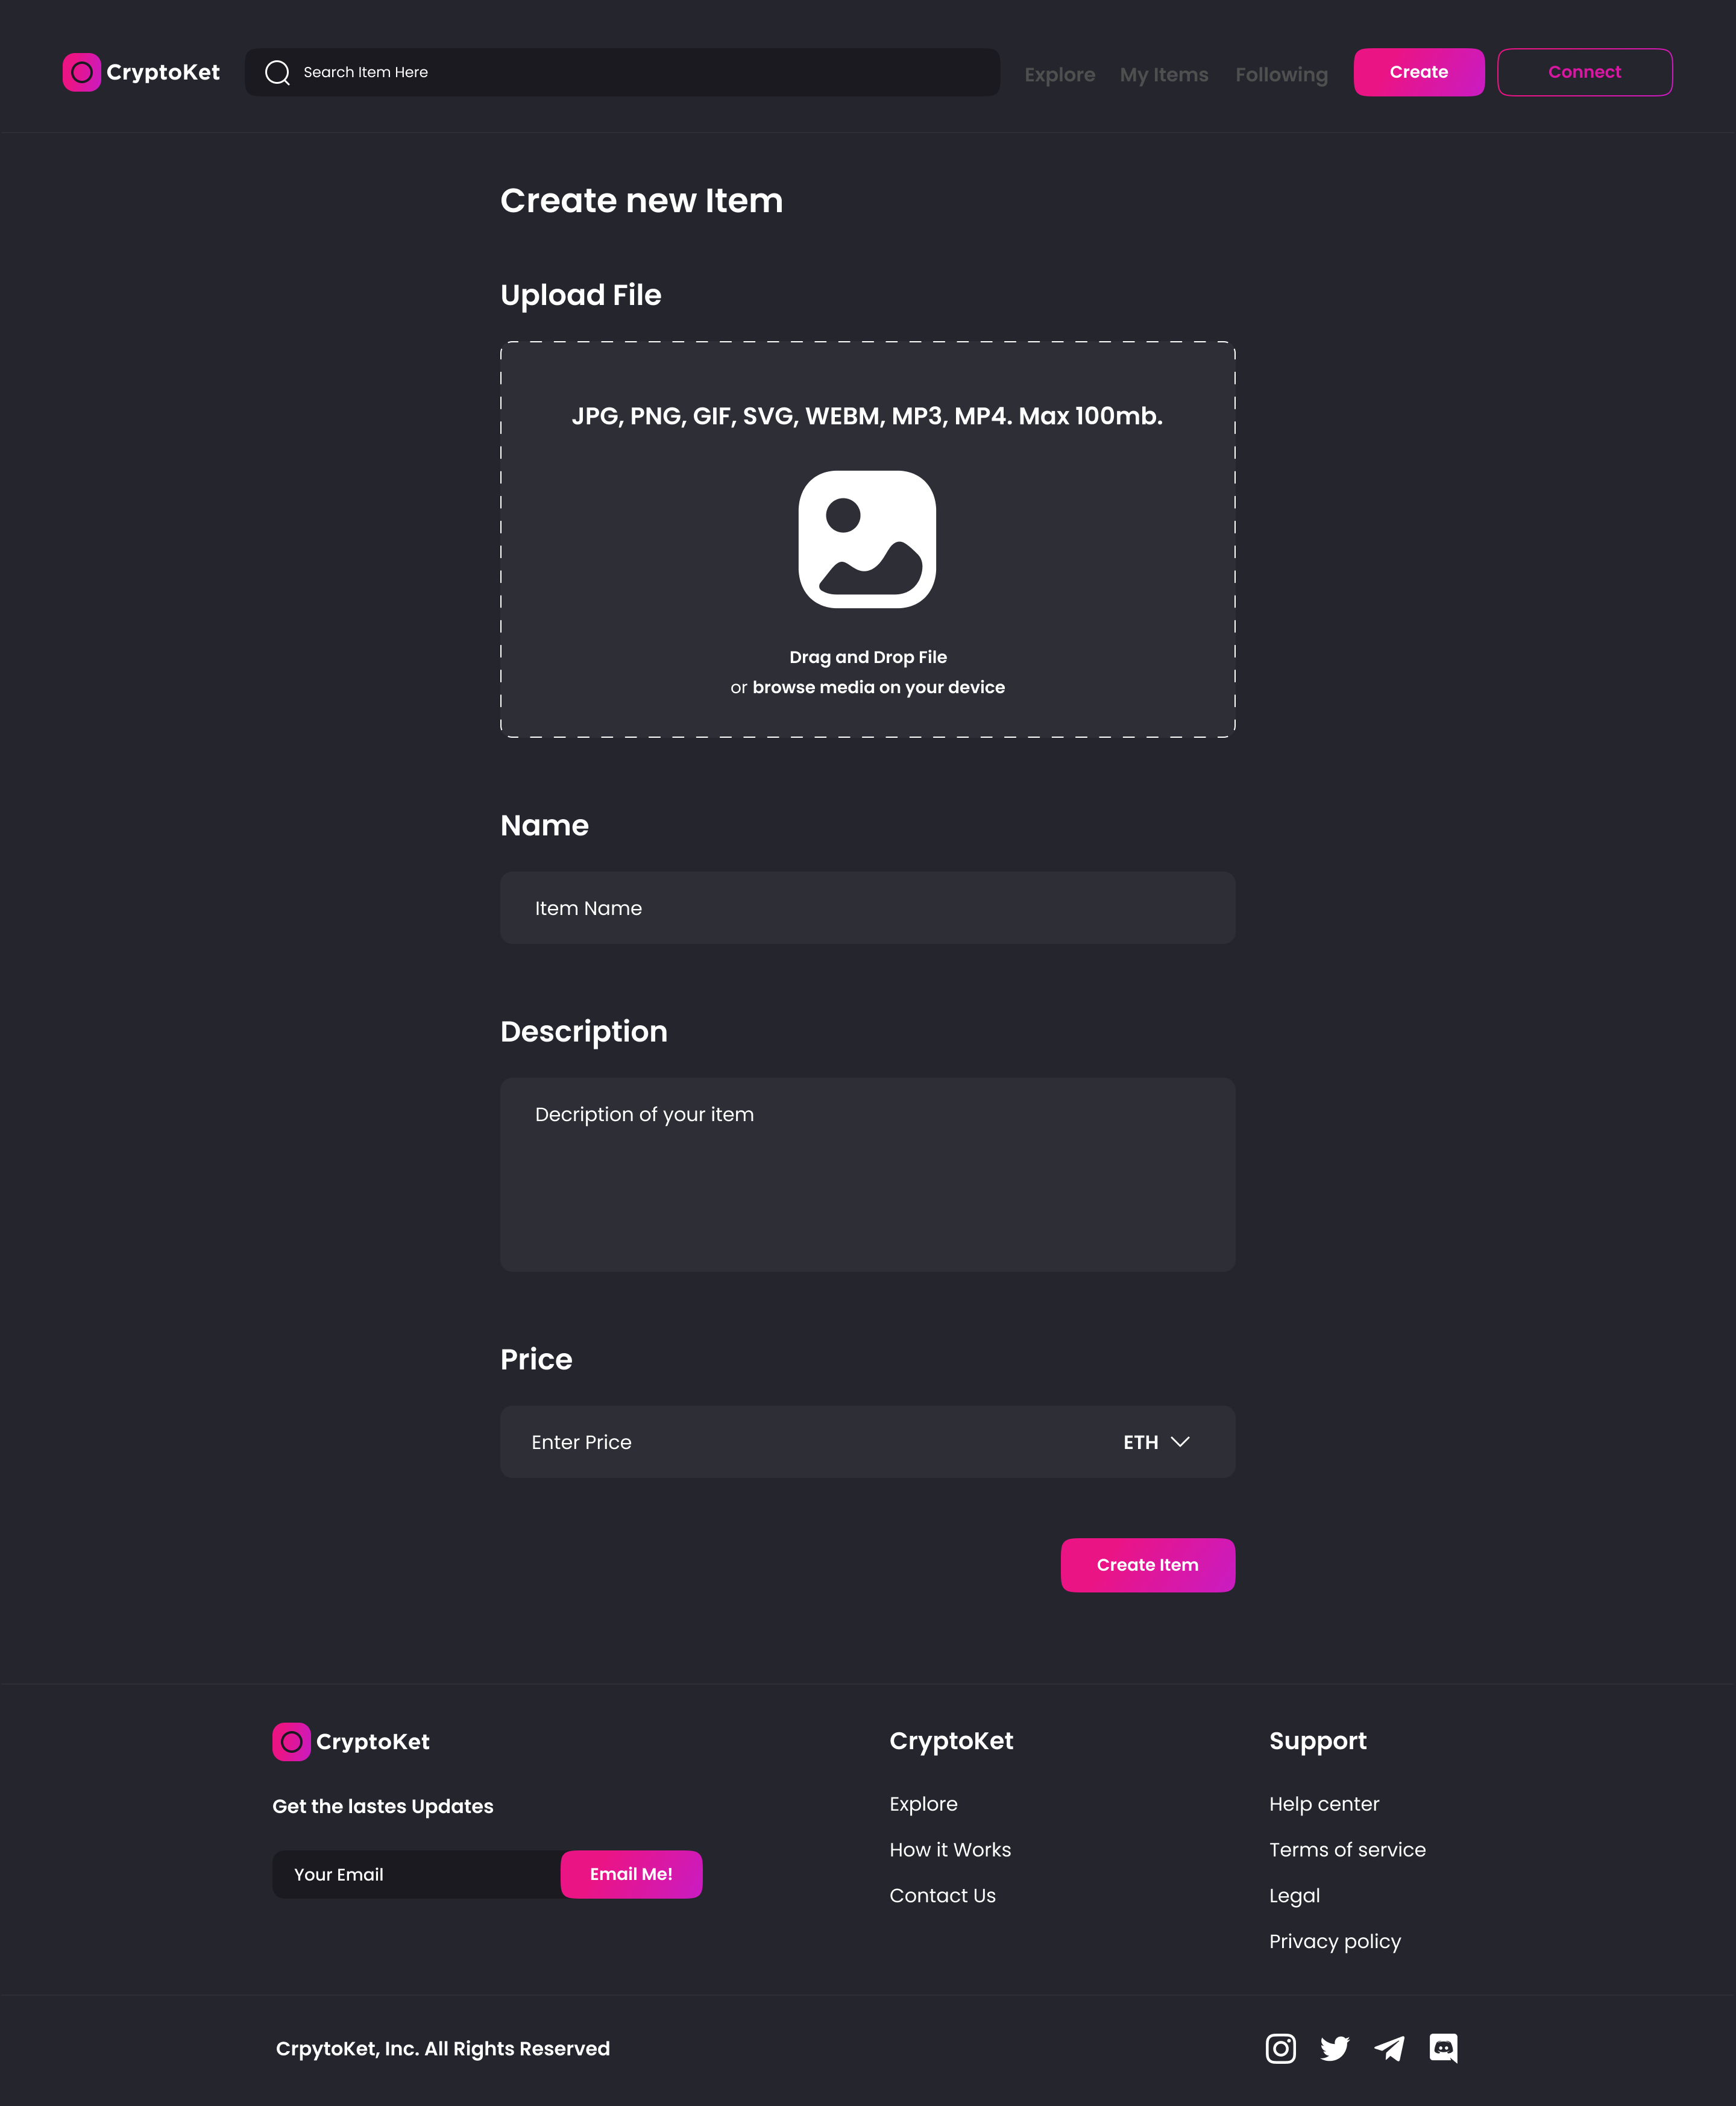 CryptoKet
Search Item Here
Explore
My Items
Following
Create
Connect
Create new Item
Upload File
JPG, PNG, GIF, SVG, WEBM, MP3, MP4. Max 100mb.
Drag and Drop File
or browse media on your device
Name
Item Name
Description
Decription of your item
Price
Enter Price
ETH
Create Item
CryptoKet
Get the lastes Updates
Your Email
Email Me!
CryptoKet
Explore
How it Works
Contact Us
Support
Help center
Terms of service
Legal
Privacy policy
CrpytoKet, Inc. All Rights Reserved